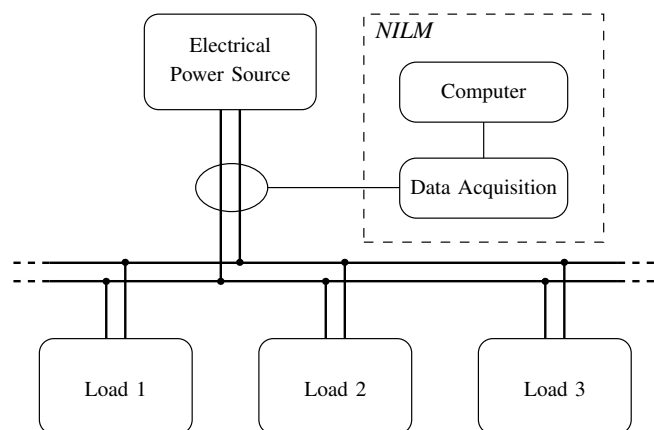 Electrical
Power Source
NILM
Computer
Data Acquisition
Load 1
Load 2
Load 3